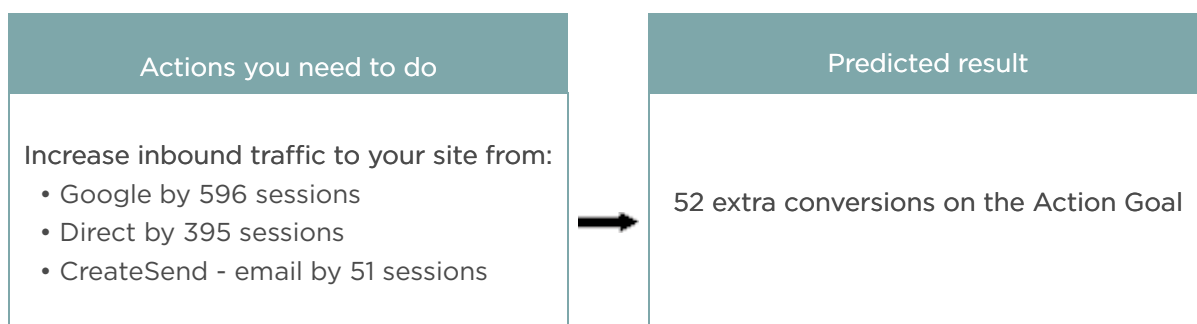 Actions you need to do
Increase inbound traffic to your site from:
• Google by 596 sessions
• Direct by 395 sessions
• CreateSend - email by 51 sessions
Predicted result
52 extra conversions on the Action Goal